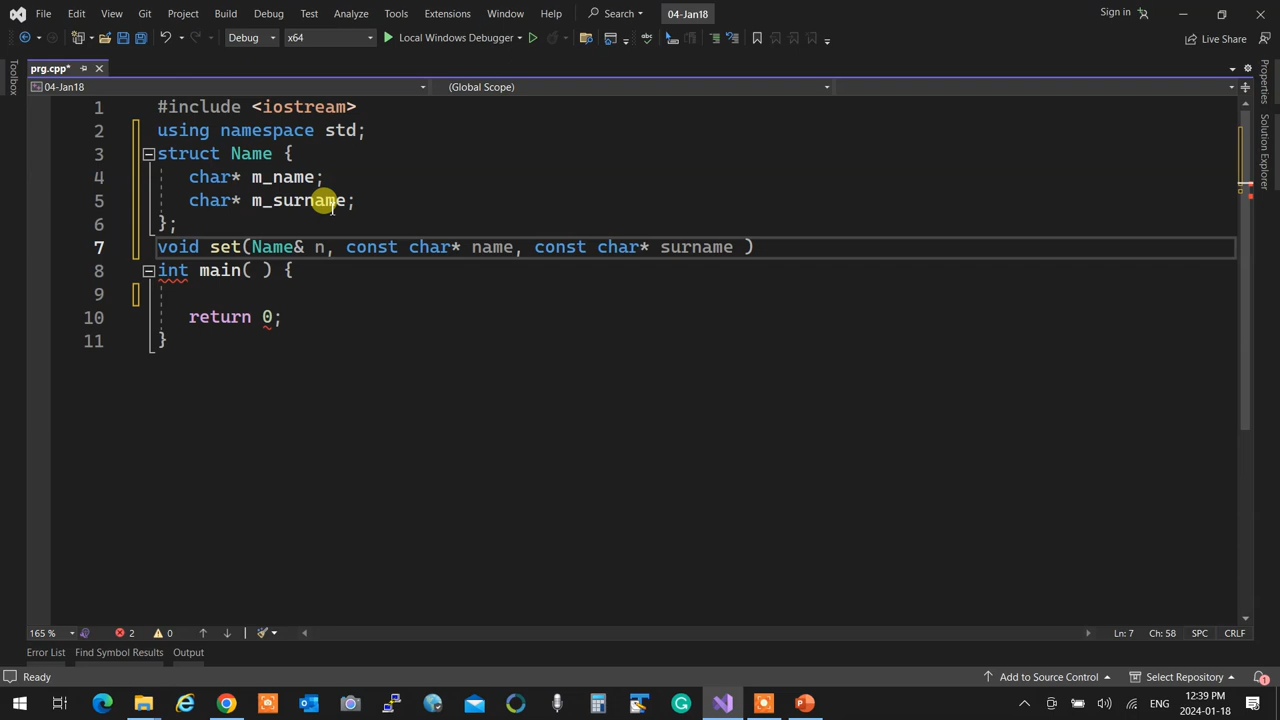 File Edit View Git Project Build Debug Test Analyze Tools Extensions Window Help Search 04-Jan18 Sign in
Debug x64 Local Windows Debugger Live Share
prg.cpp*
04-Jan18 (Global Scope)
Toolbox
Properties
Solution Explorer
1 #include <iostream>
2 using namespace std;
3 struct Name {
4 char* m_name;
5 char* m_surname;
6 };
7 void set(Name& n, const char* name, const char* surname )
8 int main( ) {
9
10 return 0;
11 }
165 % 2 0 Ln: 7 Ch: 58 SPC CRLF
Error List Find Symbol Results Output
Ready Add to Source Control Select Repository 1
ENG 12:39 PM
2024-01-18